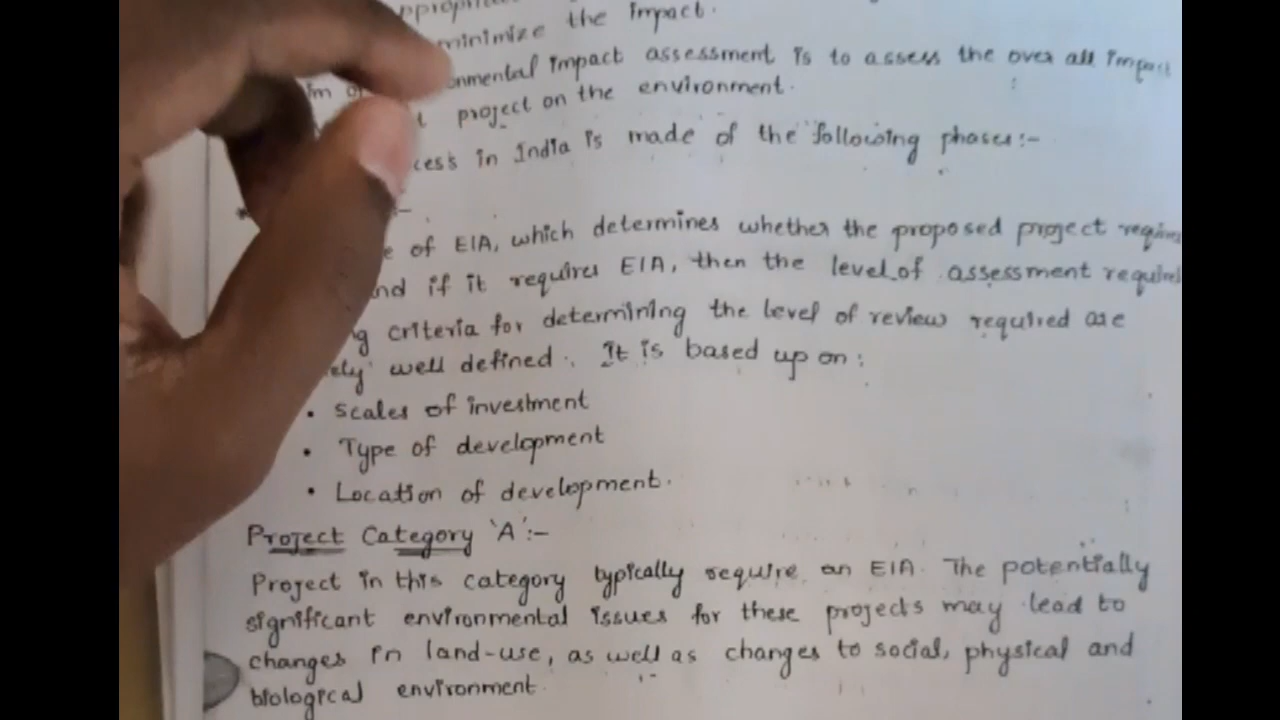 minimize the impact.
impact assessment is to assess the over all impact
project on the environment.
in India is made of the following phases:-
of EIA, which determines whether the proposed project
if it requires EIA, then the level of assessment
criteria for determining the level of review required are
well defined. It is based up on:
• Scales of investment
• Type of development
• Location of development.
Project Category 'A':-
Project in this category typically require an EIA. The potentially
significant environmental issues for these projects may lead to
changes in land-use, as well as changes to social, physical and
biological environment.